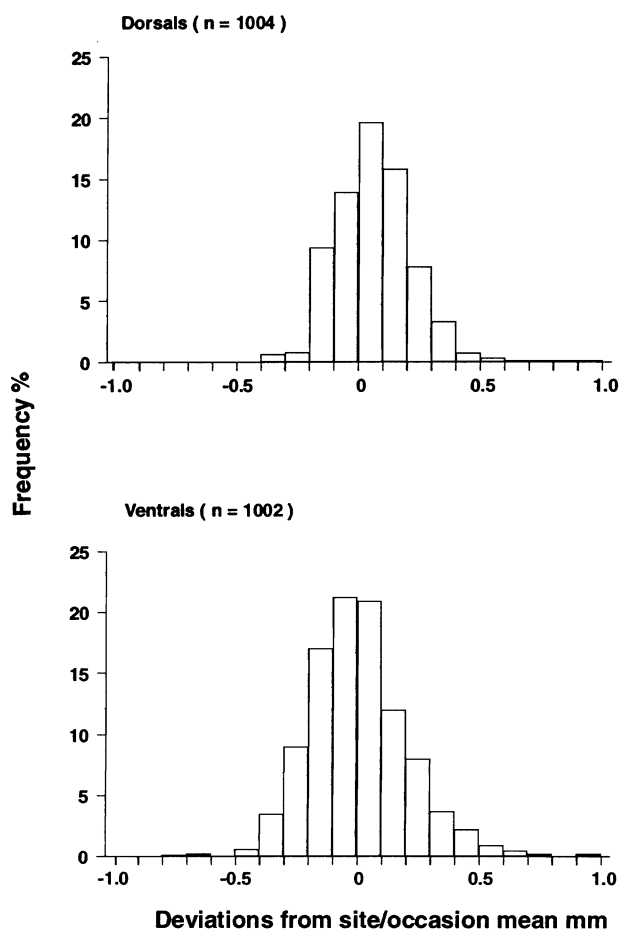 Dorsals ( n = 1004 )
25
20
15
10
5
0
-1.0 -0.5 0 0.5 1.0
Frequency %
Ventrals ( n = 1002 )
25
20
15
10
5
0
-1.0 -0.5 0 0.5 1.0
Deviations from site/occasion mean mm